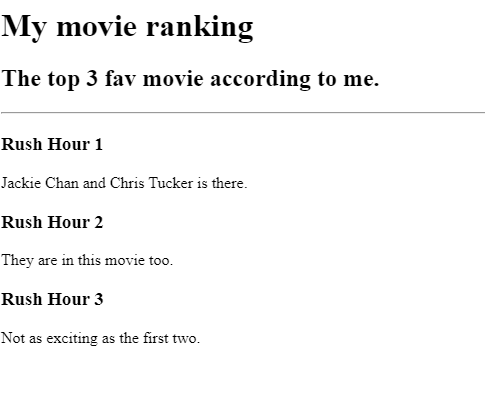 My movie ranking
The top 3 fav movie according to me.
Rush Hour 1
Jackie Chan and Chris Tucker is there.
Rush Hour 2
They are in this movie too.
Rush Hour 3
Not as exciting as the first two.